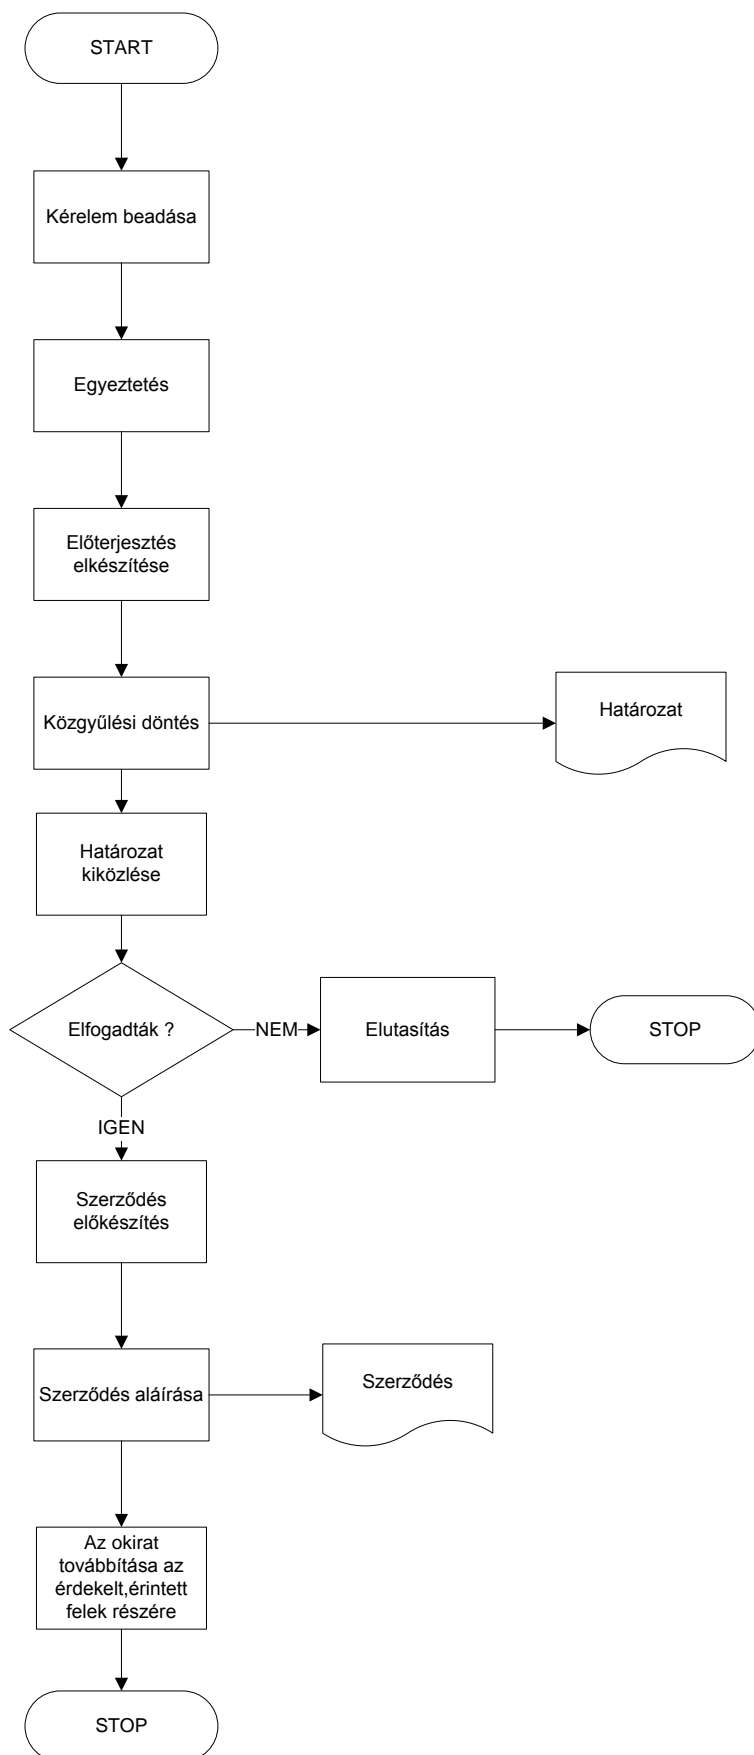 START
Kérelem beadása
Egyeztetés
Előterjesztés
elkészítése
Közgyűlési döntés
Határozat
Határozat
kiközlése
Elfogadták ?
NEM
Elutasítás
STOP
IGEN
Szerződés
előkészítés
Szerződés aláírása
Szerződés
Az okirat
továbbítása az
érdekelt,érintett
felek részére
STOP